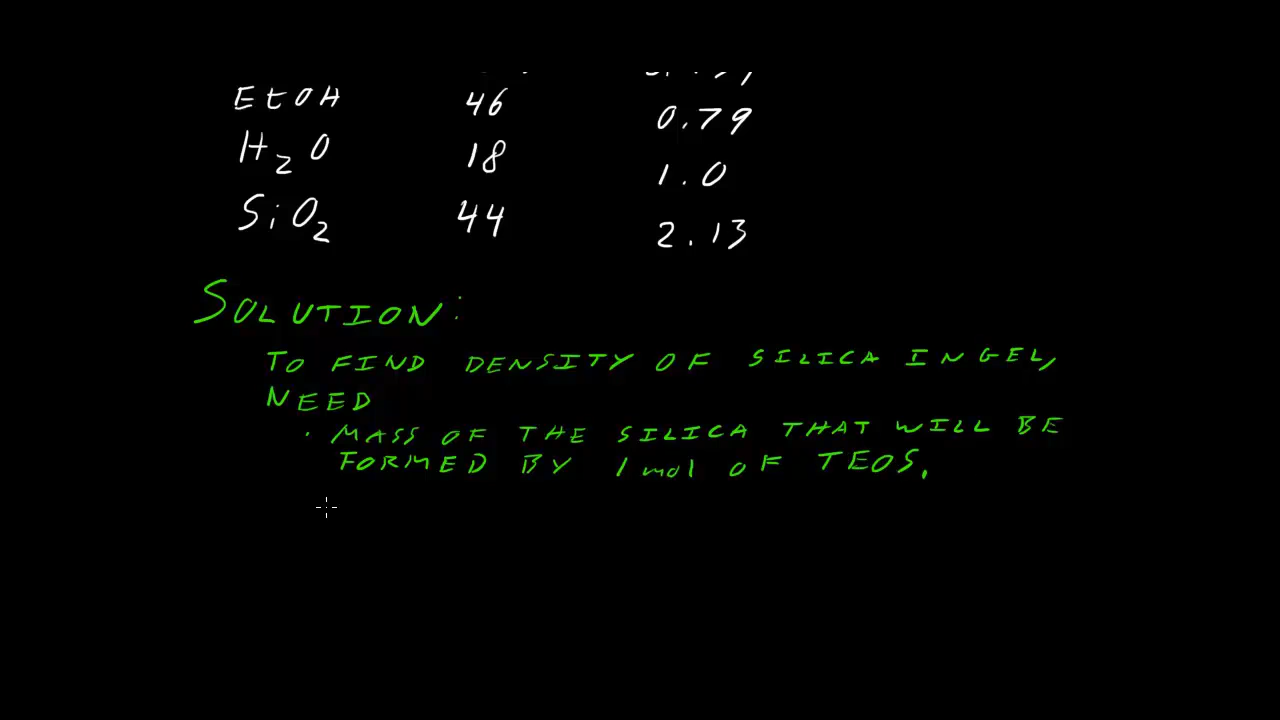 EtOH 46 0.79
H2O 18 1.0
SiO2 44 2.13
SOLUTION:
TO FIND DENSITY OF SILICA IN GEL,
NEED
· MASS OF THE SILICA THAT WILL BE
FORMED BY 1 mol OF TEOS.